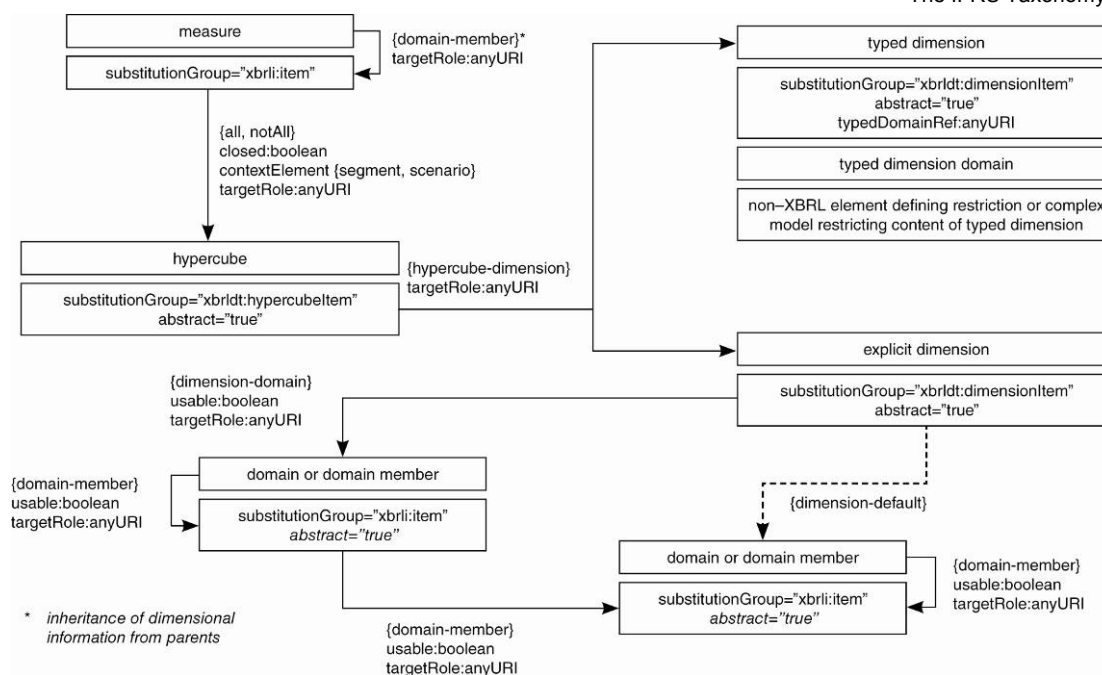 The IFRS Taxonomy
measure
substitutionGroup="xbrli:item"
{domain-member}*
targetRole:anyURI
{all, notAll}
closed:boolean
contextElement {segment, scenario}
targetRole:anyURI
hypercube
substitutionGroup="xbrldt:hypercubeItem"
abstract="true"
{hypercube-dimension}
targetRole:anyURI
typed dimension
substitutionGroup="xbrldt:dimensionItem"
abstract="true"
typedDomainRef:anyURI
typed dimension domain
non–XBRL element defining restriction or complex
model restricting content of typed dimension
explicit dimension
substitutionGroup="xbrldt:dimensionItem"
abstract="true"
{dimension-domain}
usable:boolean
targetRole:anyURI
domain or domain member
substitutionGroup="xbrli:item"
abstract="true"
{domain-member}
usable:boolean
targetRole:anyURI
{dimension-default}
domain or domain member
substitutionGroup="xbrli:item"
abstract="true"
{domain-member}
usable:boolean
targetRole:anyURI
{domain-member}
usable:boolean
targetRole:anyURI
* inheritance of dimensional
information from parents